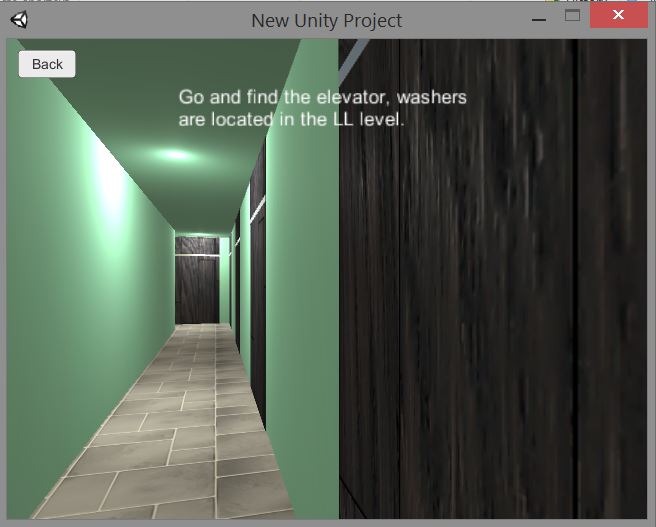 New Unity Project
Back
Go and find the elevator, washers
are located in the LL level.